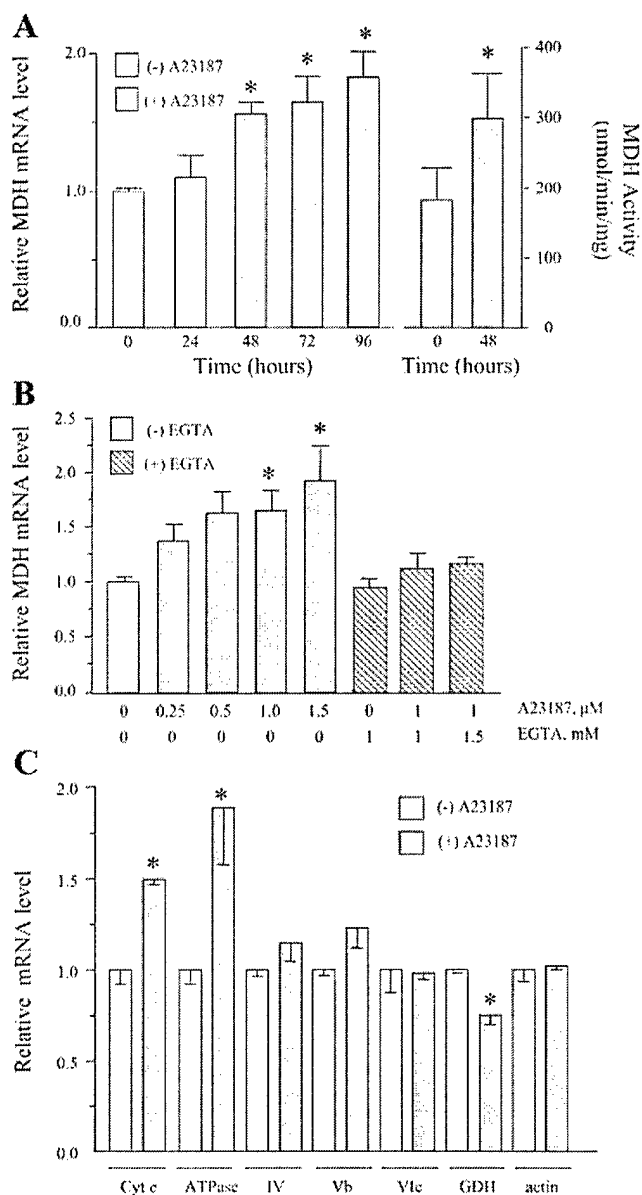 A
Relative MDH mRNA level
2.0
1.0
0.0
(-) A23187
(+) A23187
*
*
*
*
0 24 48 72 96
Time (hours)
0 48
Time (hours)
400
300
200
100
0
MDH Activity
(nmol/min/mg)
B
Relative MDH mRNA level
2.5
2.0
1.5
1.0
0.5
0.0
(-) EGTA
(+) EGTA
*
*
0 0.25 0.5 1.0 1.5 0 1 1 A23187, μM
0 0 0 0 0 1 1 1.5 EGTA, mM
C
Relative mRNA level
2.0
1.5
1.0
0.5
0.0
(-) A23187
(+) A23187
*
*
*
Cyt c ATPase IV Vb VIc GDH actin